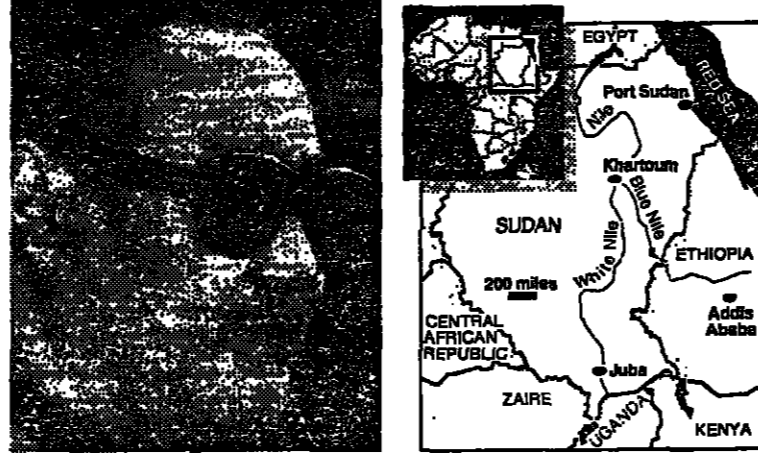 EGYPT
RED SEA
Port Sudan
Nile
Khartoum
Blue Nile
SUDAN
White Nile
ETHIOPIA
200 miles
Addis
Ababa
CENTRAL
AFRICAN
REPUBLIC
Juba
ZAIRE
UGANDA
KENYA